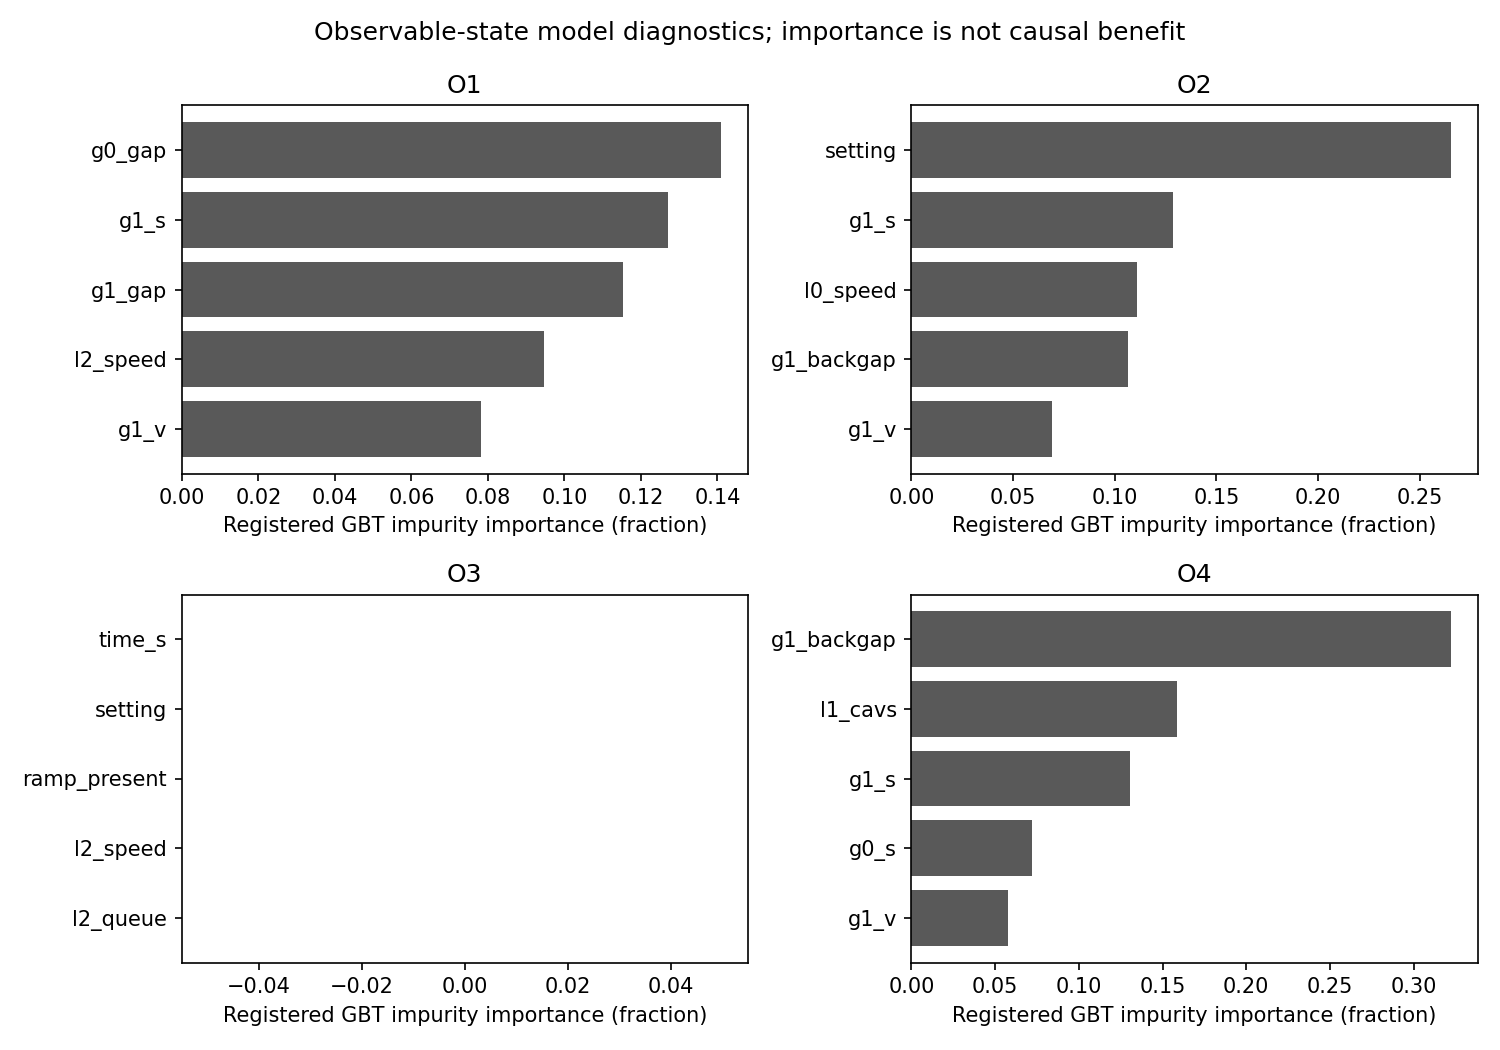 Observable-state model diagnostics; importance is not causal benefit
O1
g0_gap
g1_s
g1_gap
l2_speed
g1_v
0.00 0.02 0.04 0.06 0.08 0.10 0.12 0.14
Registered GBT impurity importance (fraction)
O2
setting
g1_s
l0_speed
g1_backgap
g1_v
0.00 0.05 0.10 0.15 0.20 0.25
Registered GBT impurity importance (fraction)
O3
time_s
setting
ramp_present
l2_speed
l2_queue
−0.04 −0.02 0.00 0.02 0.04
Registered GBT impurity importance (fraction)
O4
g1_backgap
l1_cavs
g1_s
g0_s
g1_v
0.00 0.05 0.10 0.15 0.20 0.25 0.30
Registered GBT impurity importance (fraction)